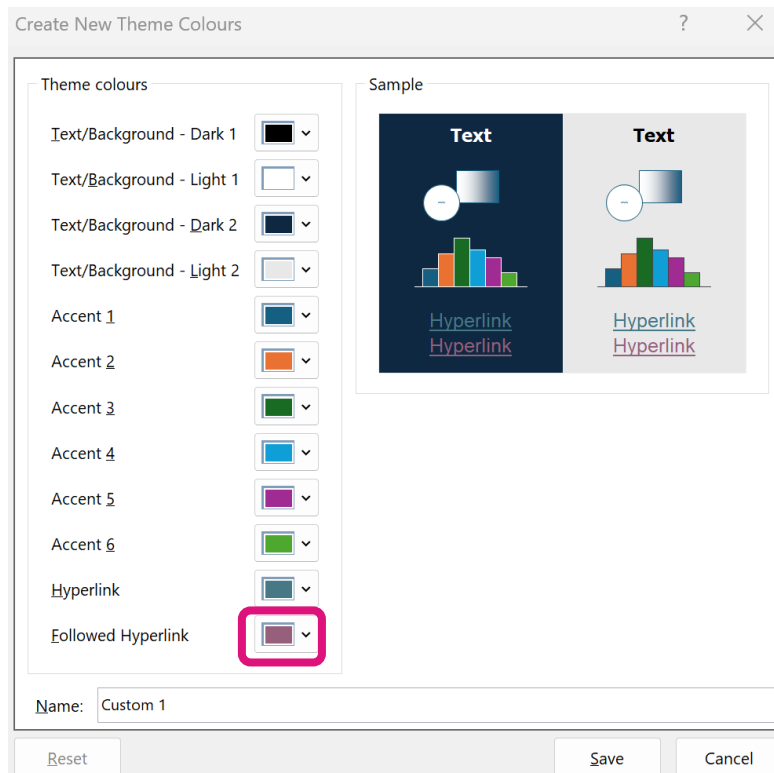 Create New Theme Colours ?
Theme colours
Text/Background - Dark 1
Text/Background - Light 1
Text/Background - Dark 2
Text/Background - Light 2
Accent 1
Accent 2
Accent 3
Accent 4
Accent 5
Accent 6
Hyperlink
Followed Hyperlink
Sample
Text Text
Hyperlink Hyperlink
Hyperlink Hyperlink
Name: Custom 1
Reset Save Cancel